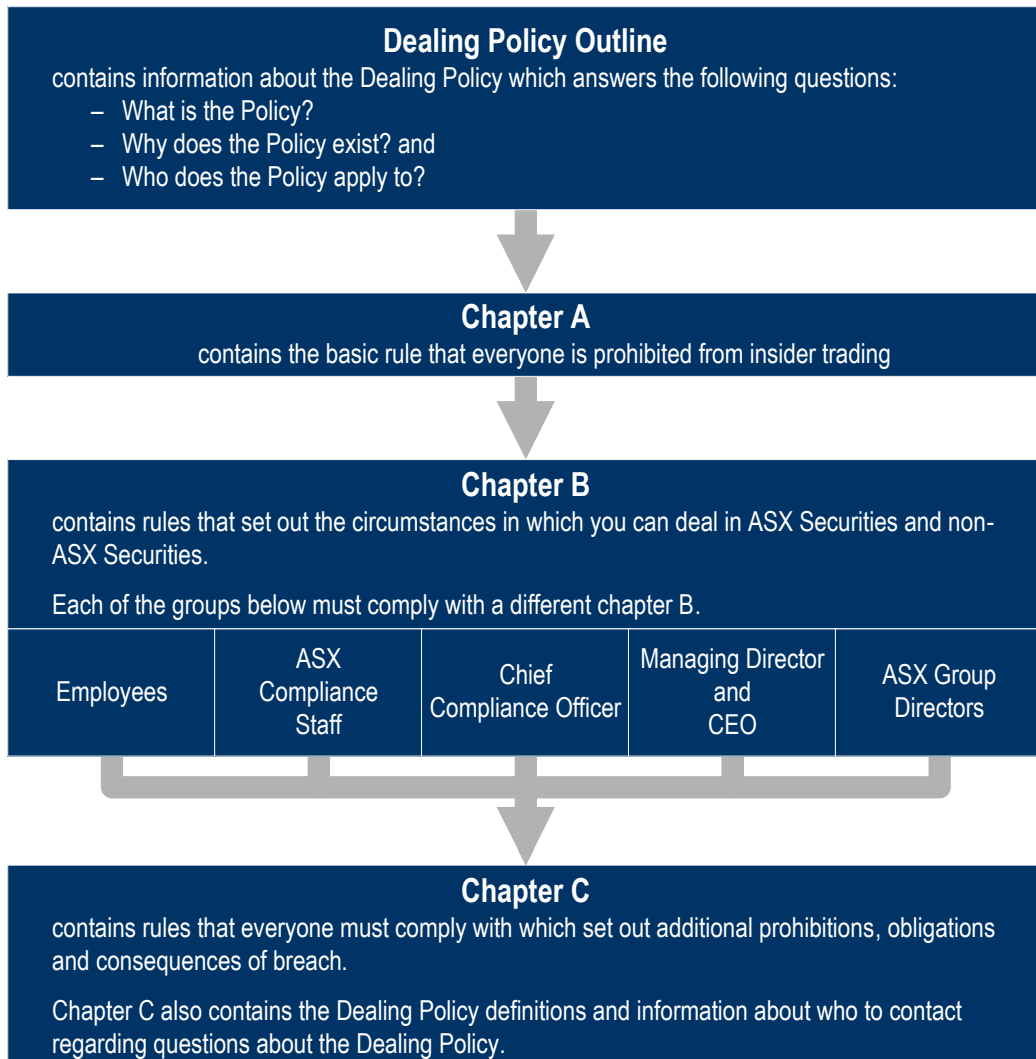 Dealing Policy Outline
contains information about the Dealing Policy which answers the following questions:
– What is the Policy?
– Why does the Policy exist? and
– Who does the Policy apply to?
Chapter A
contains the basic rule that everyone is prohibited from insider trading
Chapter B
contains rules that set out the circumstances in which you can deal in ASX Securities and non-
ASX Securities.
Each of the groups below must comply with a different chapter B.
Employees
ASX
Compliance
Staff
Chief
Compliance Officer
Managing Director
and
CEO
ASX Group
Directors
Chapter C
contains rules that everyone must comply with which set out additional prohibitions, obligations
and consequences of breach.
Chapter C also contains the Dealing Policy definitions and information about who to contact
regarding questions about the Dealing Policy.